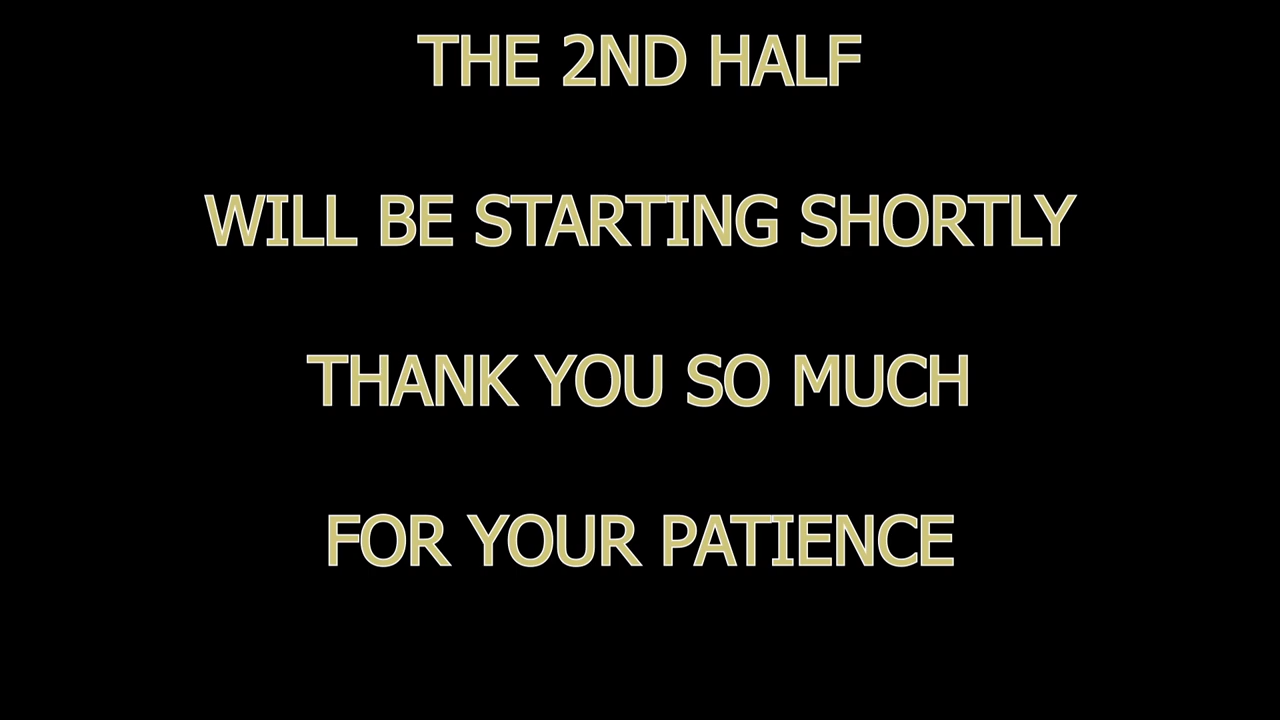 THE 2ND HALF
WILL BE STARTING SHORTLY
THANK YOU SO MUCH
FOR YOUR PATIENCE